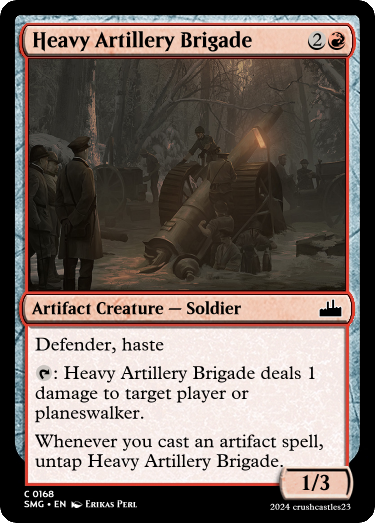 Heavy Artillery Brigade 2
Artifact Creature — Soldier
Defender, haste
: Heavy Artillery Brigade deals 1
damage to target player or
planeswalker.
Whenever you cast an artifact spell,
untap Heavy Artillery Brigade.
1/3
C 0168
SMG • EN Erikas Perl
2024 crushcastles23